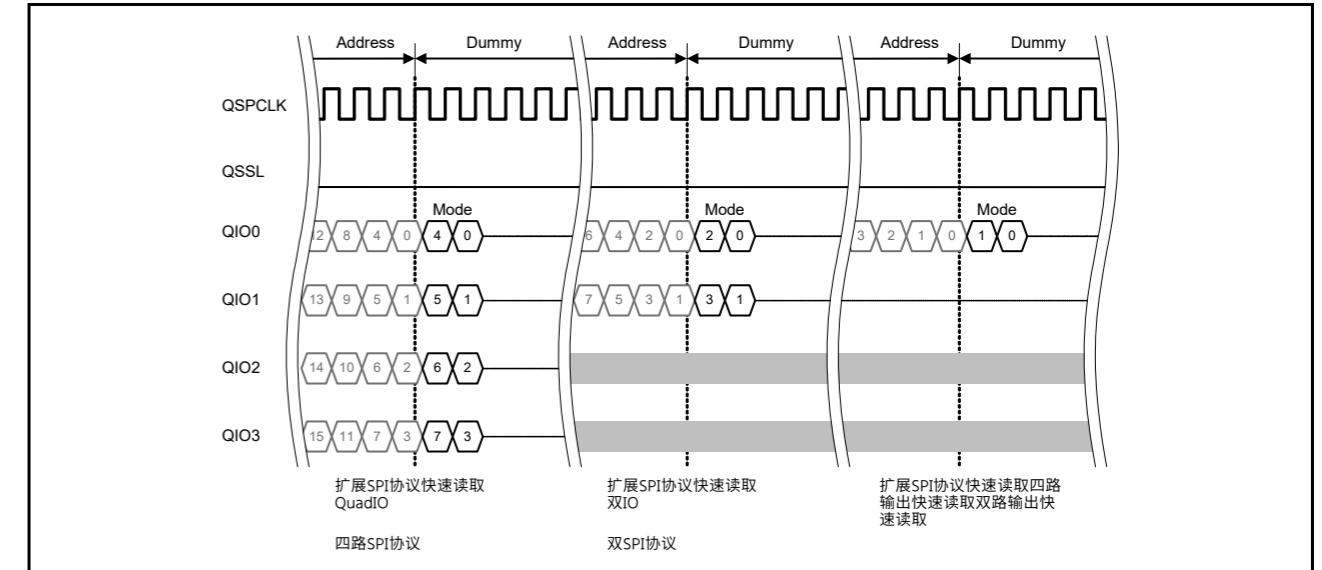 Address Dummy Address Dummy Address Dummy
QSPCLK
QSSL
Mode Mode Mode
QIO0 12 8 4 0 4 0 6 4 2 0 2 0 3 2 1 0 1 0
QIO1 13 9 5 1 5 1 7 5 3 1 3 1
QIO2 14 10 6 2 6 2
QIO3 15 11 7 3 7 3
扩展SPI协议快速读取
QuadIO
四路SPI协议
扩展SPI协议快速读取
双IO
双SPI协议
扩展SPI协议快速读取四路
输出快速读取双路输出快
速读取